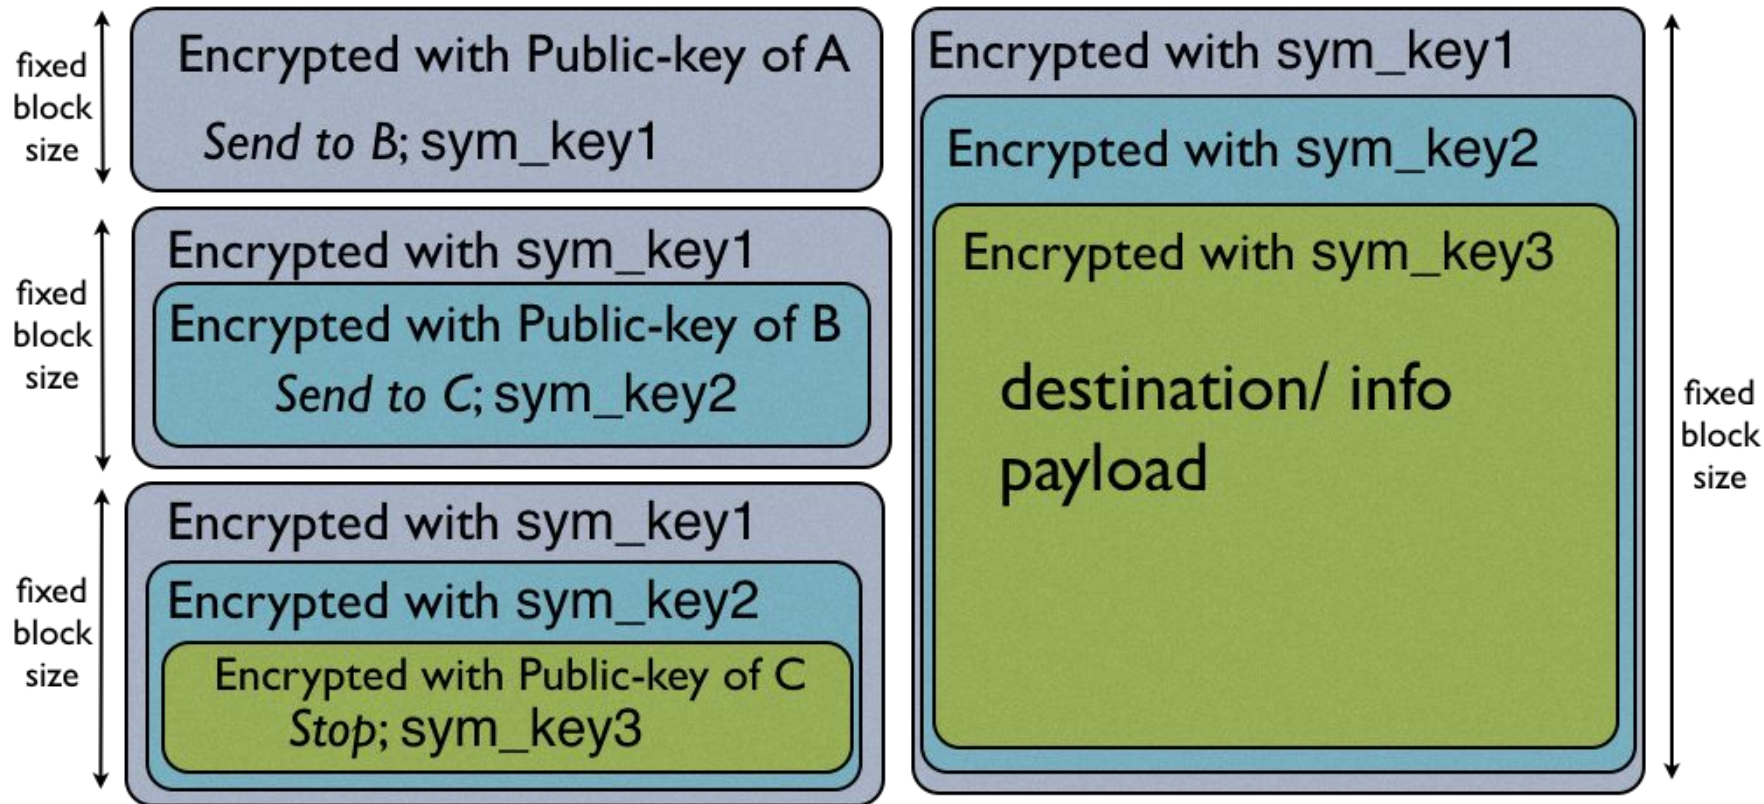 fixed
block
size
Encrypted with Public-key of A
Send to B; sym_key1
fixed
block
size
Encrypted with sym_key1
Encrypted with Public-key of B
Send to C; sym_key2
fixed
block
size
Encrypted with sym_key1
Encrypted with sym_key2
Encrypted with Public-key of C
Stop; sym_key3
Encrypted with sym_key1
Encrypted with sym_key2
Encrypted with sym_key3
destination/ info
payload
fixed
block
size